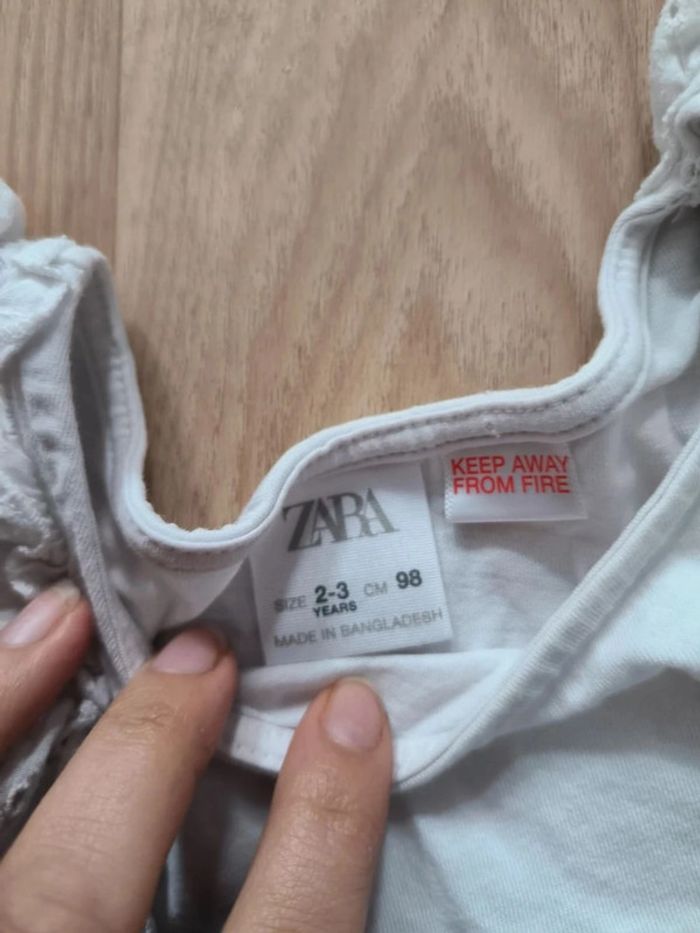 ZARA
KEEP AWAY
FROM FIRE
SIZE 2-3 CM 98
YEARS
MADE IN BANGLADESH